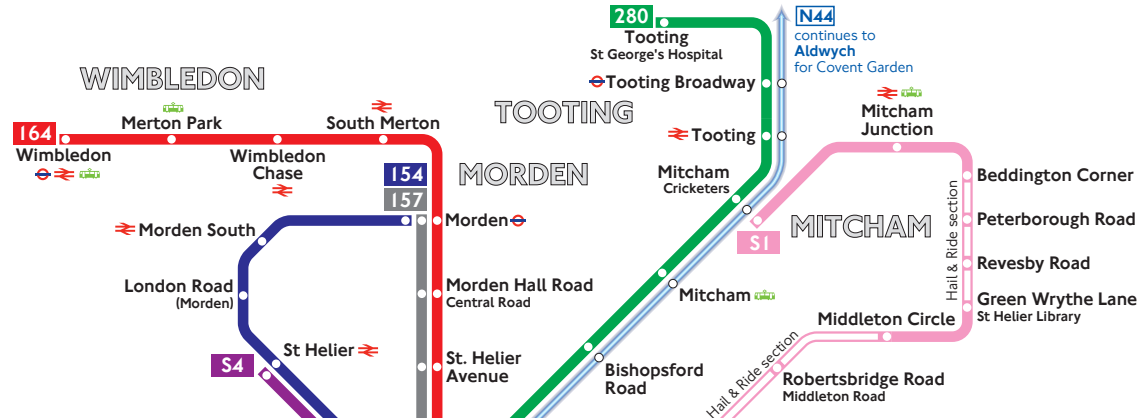 280
N44
continues to
Aldwych
for Covent Garden
Tooting
St George's Hospital
WIMBLEDON
Tooting Broadway
TOOTING
Mitcham
Junction
164
Merton Park
South Merton
Tooting
Wimbledon
Wimbledon
Chase
154
MORDEN
Mitcham
Cricketers
Beddington Corner
157
Morden South
Morden
S1
MITCHAM
Peterborough Road
Hail & Ride section
Revesby Road
London Road
(Morden)
Morden Hall Road
Central Road
Mitcham
Green Wrythe Lane
St Helier Library
Middleton Circle
St Helier
S4
St. Helier
Avenue
Bishopsford
Road
Hail & Ride section
Robertsbridge Road
Middleton Road